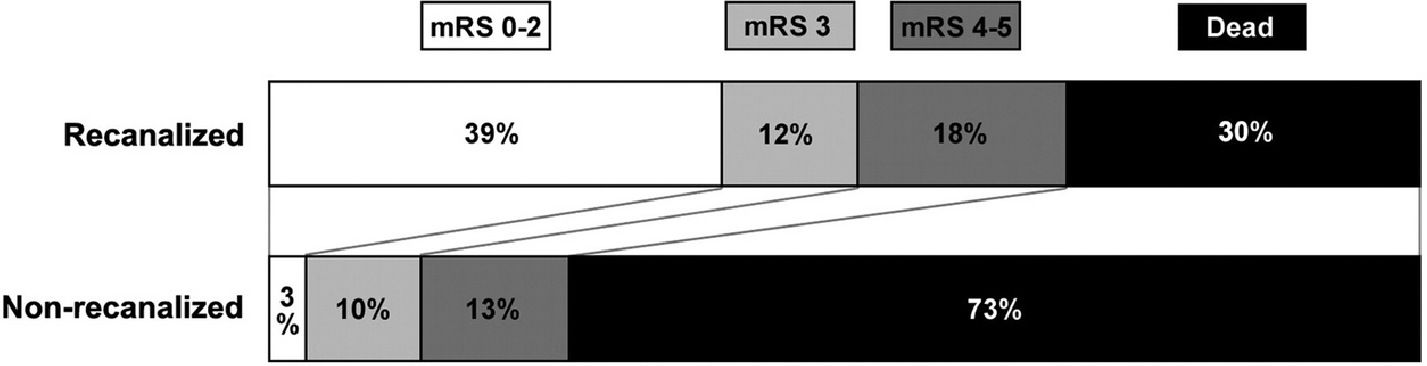 mRS 0-2 mRS 3 mRS 4-5 Dead
Recanalized 39% 12% 18% 30%
Non-recanalized 3% 10% 13% 73%